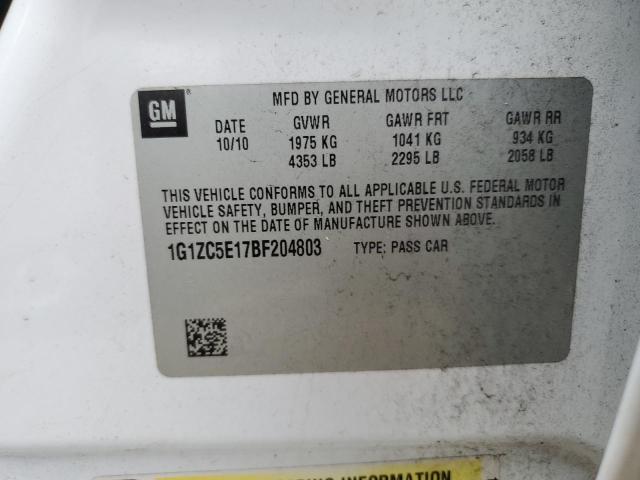 GM
MFD BY GENERAL MOTORS LLC
DATE GVWR GAWR FRT GAWR RR
10/10 1975 KG 1041 KG 934 KG
4353 LB 2295 LB 2058 LB
THIS VEHICLE CONFORMS TO ALL APPLICABLE U.S. FEDERAL MOTOR
VEHICLE SAFETY, BUMPER, AND THEFT PREVENTION STANDARDS IN
EFFECT ON THE DATE OF MANUFACTURE SHOWN ABOVE.
1G1ZC5E17BF204803 TYPE: PASS CAR
INFORMATION